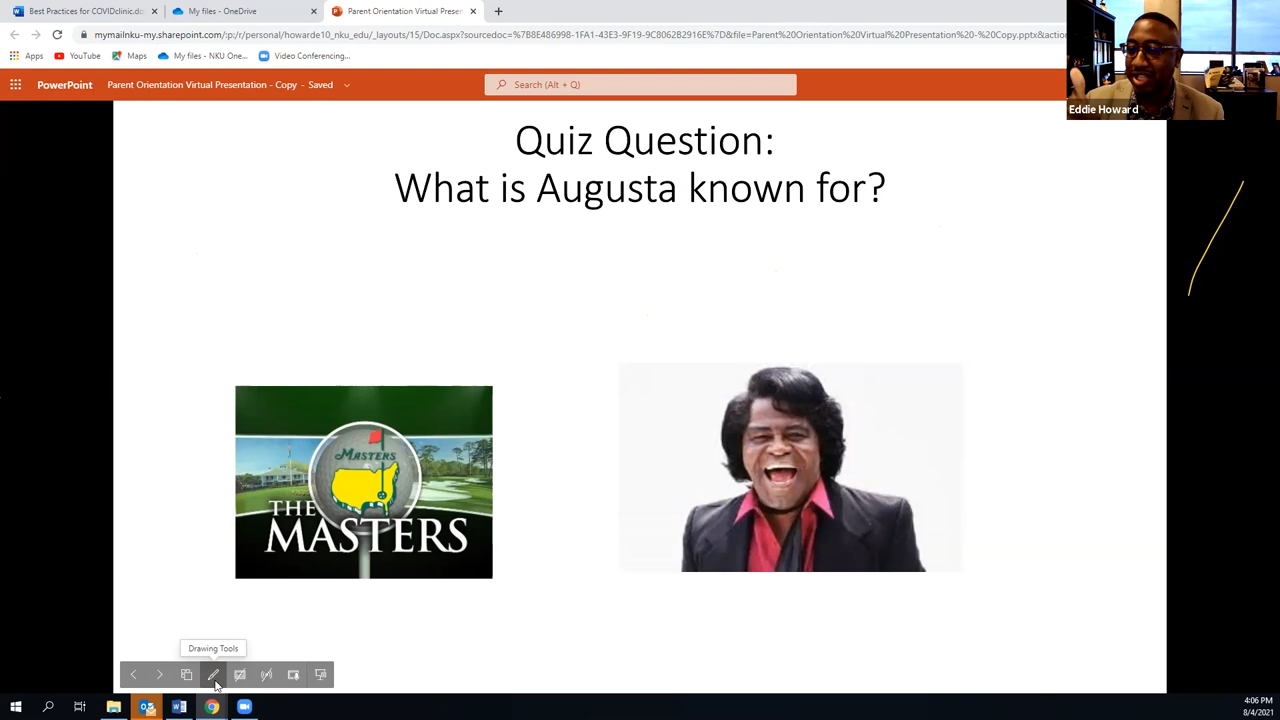 Best Practices for COVIDclinic.do
My files - OneDrive
Parent Orientation Virtual Presen
mymailnku-my.sharepoint.com/:p:/r/personal/howarde10_nku_edu/_layouts/15/Doc.aspx?sourcedoc=%7B8E486998-1FA1-43E3-9F19-9C8062B2916E%7D&file=Parent%20Orientation%20Virtual%20Presentation%20-%20Copy.pptx&actio
Apps YouTube Maps My files - NKU One... Video Conferencing...
PowerPoint Parent Orientation Virtual Presentation - Copy - Saved Search (Alt + Q)
Eddie Howard
Quiz Question:
What is Augusta known for?
MASTERS
THE
MASTERS
Drawing Tools
4:06 PM
8/4/2021